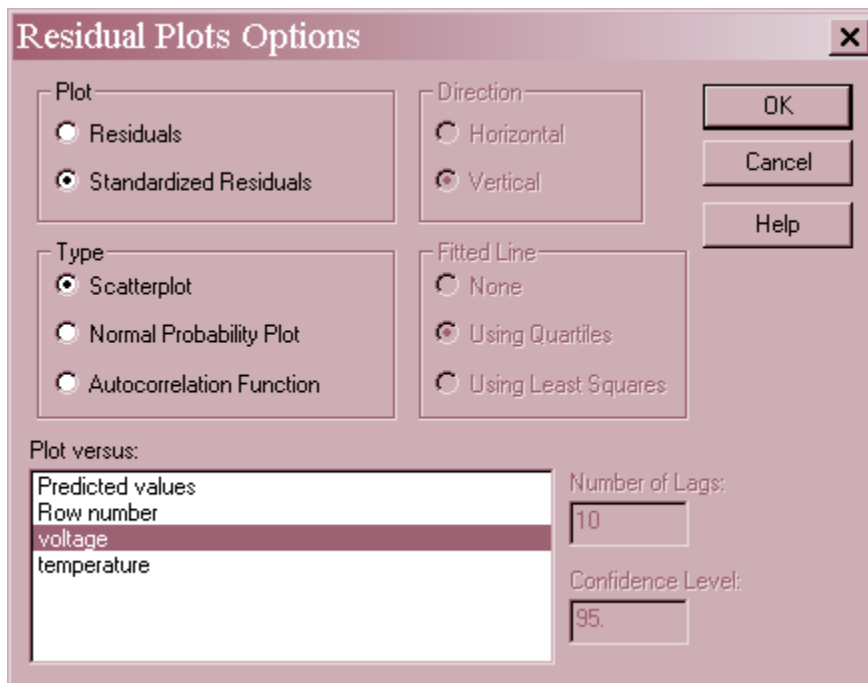 Residual Plots Options
Plot
Residuals
Standardized Residuals
Direction
Horizontal
Vertical
OK
Cancel
Help
Type
Scatterplot
Normal Probability Plot
Autocorrelation Function
Fitted Line
None
Using Quartiles
Using Least Squares
Plot versus:
Predicted values
Row number
voltage
temperature
Number of Lags:
10
Confidence Level:
95.